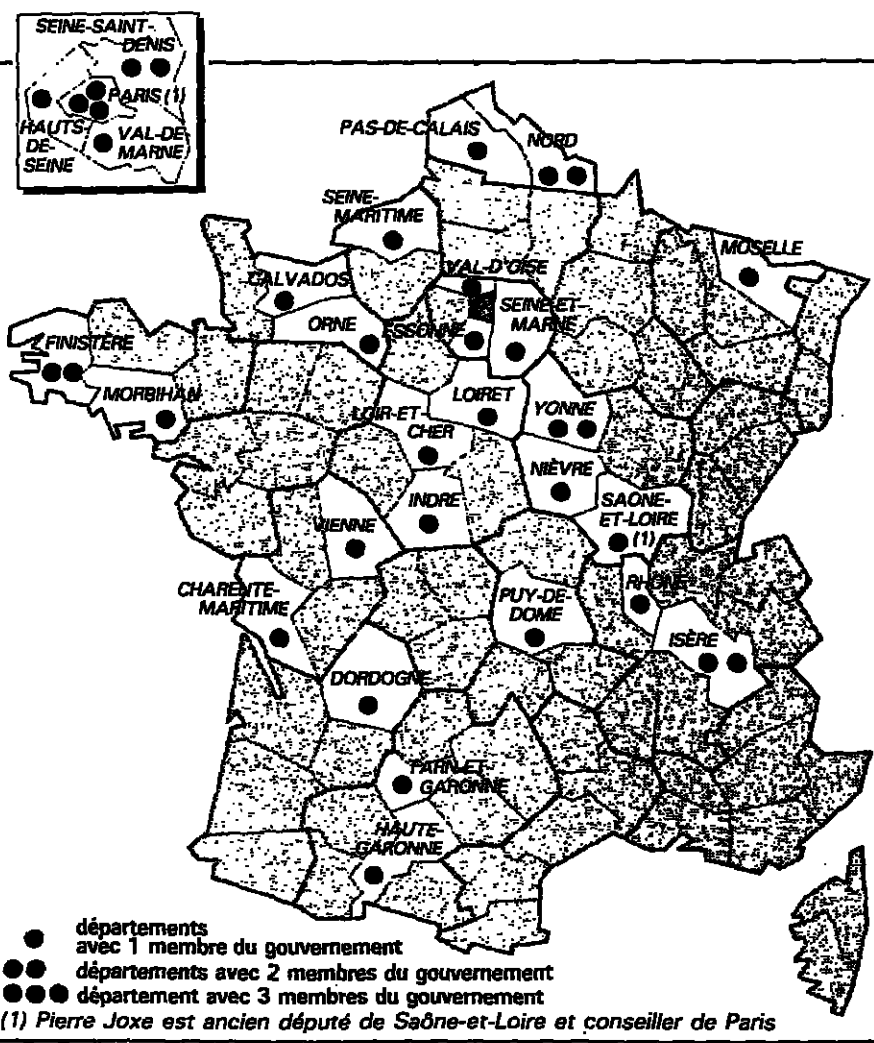 SEINE-SAINT-
DENIS
PARIS (1)
HAUTS-
DE-
SEINE
VAL-DE-
MARNE
PAS-DE-CALAIS
NORD
SEINE-
MARITIME
MOSELLE
CALVADOS
VAL-D'OISE
ORNE
ESSONNE
SEINE-ET-
MARNE
FINISTÈRE
MORBIHAN
LOIRET
YONNE
LOIR-ET-
CHER
NIÈVRE
INDRE
SAONE-
ET-LOIRE
(1)
VIENNE
CHARENTE-
MARITIME
PUY-DE-
DOME
RHÔNE
ISÈRE
DORDOGNE
TARN-ET-
GARONNE
HAUTE-
GARONNE
départements
avec 1 membre du gouvernement
départements avec 2 membres du gouvernement
département avec 3 membres du gouvernement
(1) Pierre Joxe est ancien député de Saône-et-Loire et conseiller de Paris